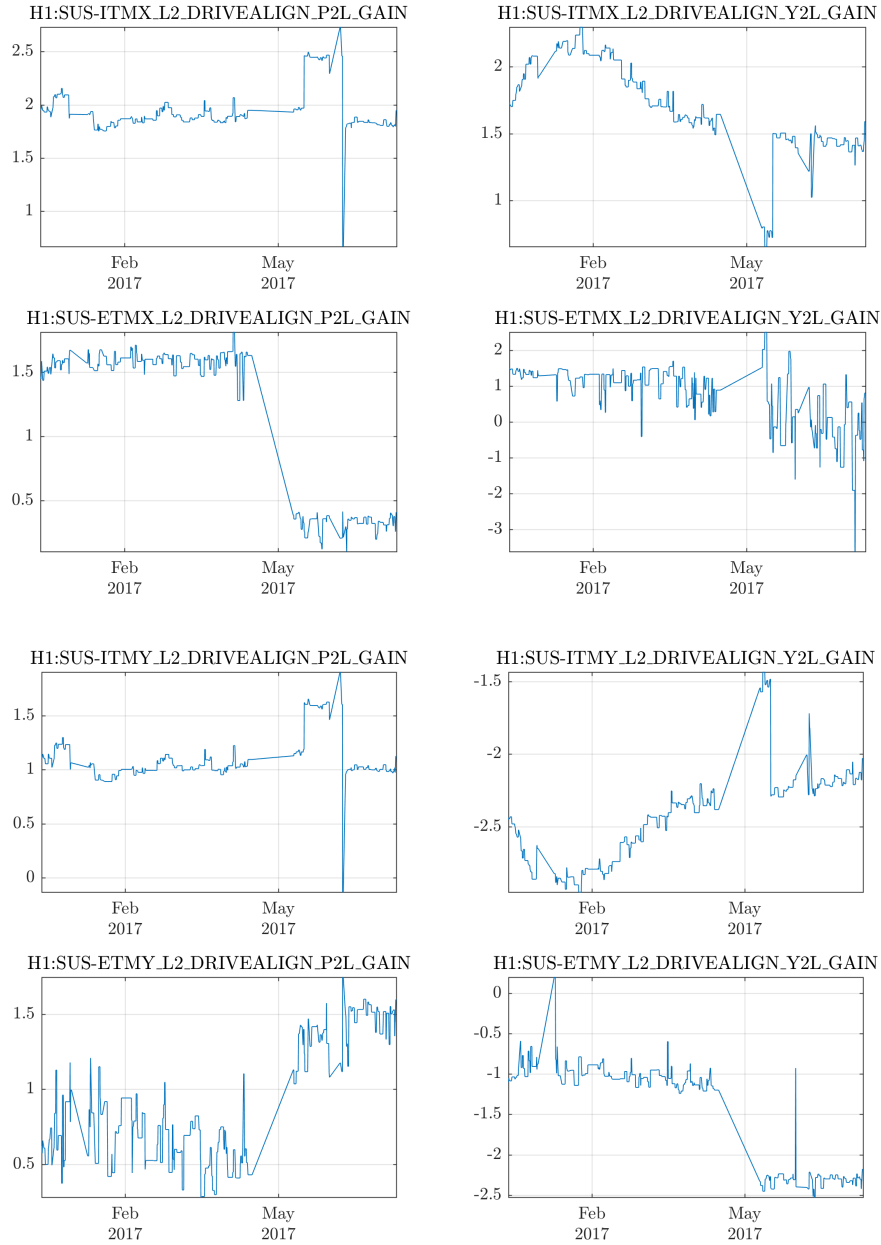 H1:SUS-ITMX_L2_DRIVEALIGN_P2L_GAIN
2.5
2
1.5
1
Feb
2017
May
2017
H1:SUS-ITMX_L2_DRIVEALIGN_Y2L_GAIN
2
1.5
1
Feb
2017
May
2017
H1:SUS-ETMX_L2_DRIVEALIGN_P2L_GAIN
1.5
1
0.5
Feb
2017
May
2017
H1:SUS-ETMX_L2_DRIVEALIGN_Y2L_GAIN
2
1
0
-1
-2
-3
Feb
2017
May
2017
H1:SUS-ITMY_L2_DRIVEALIGN_P2L_GAIN
1.5
1
0.5
0
Feb
2017
May
2017
H1:SUS-ITMY_L2_DRIVEALIGN_Y2L_GAIN
-1.5
-2
-2.5
Feb
2017
May
2017
H1:SUS-ETMY_L2_DRIVEALIGN_P2L_GAIN
1.5
1
0.5
Feb
2017
May
2017
H1:SUS-ETMY_L2_DRIVEALIGN_Y2L_GAIN
0
-0.5
-1
-1.5
-2
-2.5
Feb
2017
May
2017